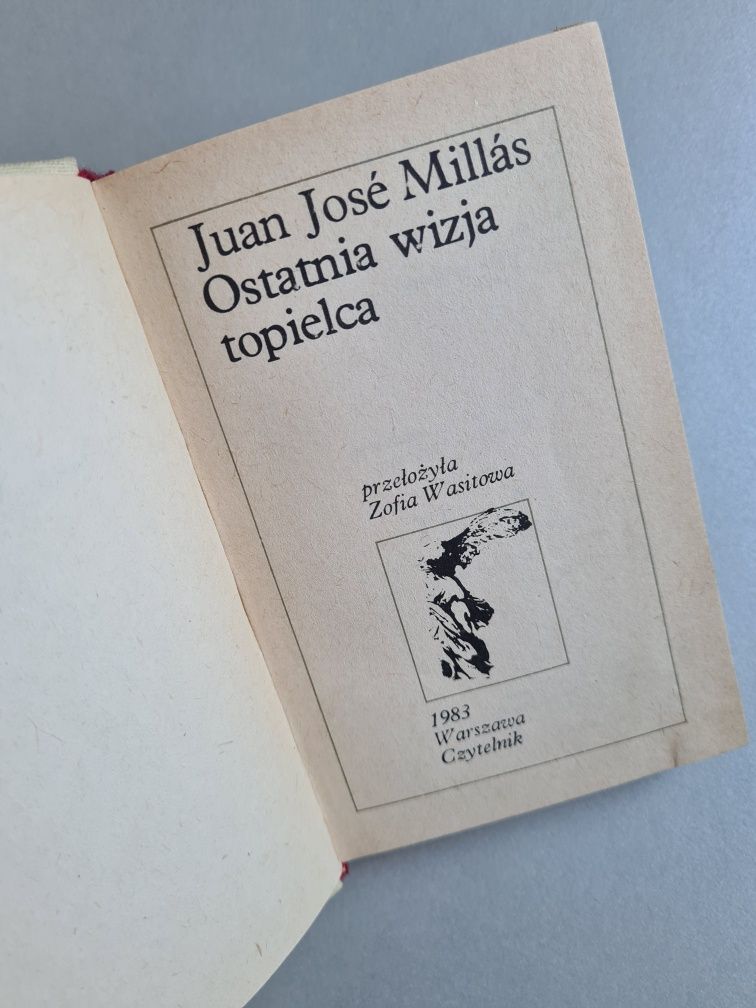 Juan José Millás
Ostatnia wizja
topielca
przełożyła
Zofia Wasitowa
1983
Warszawa
Czytelnik